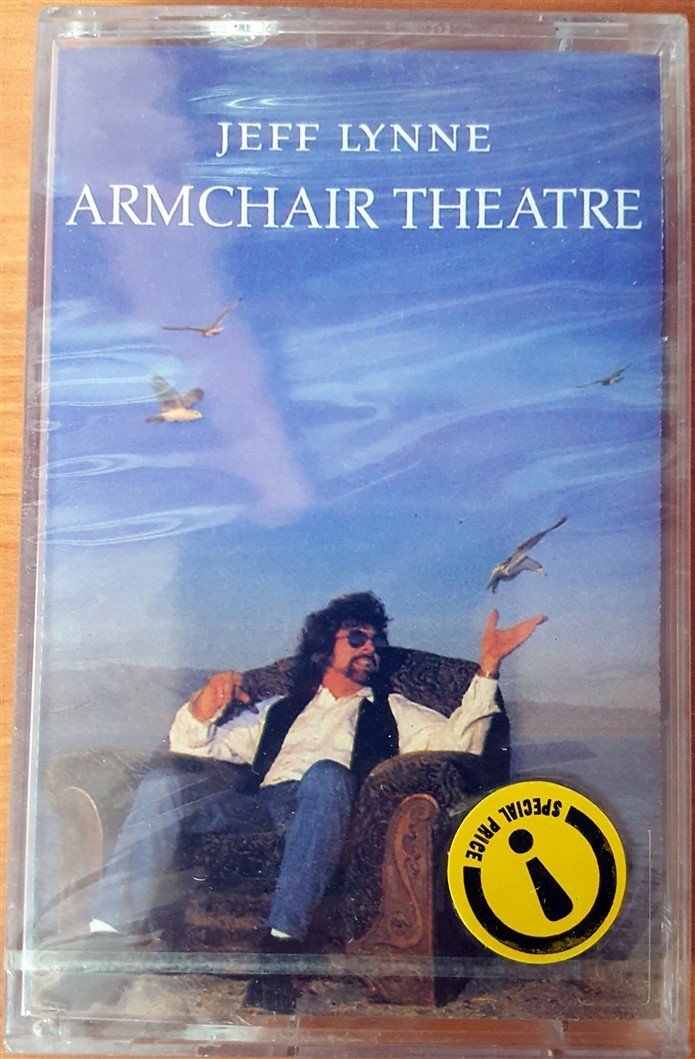 JEFF LYNNE
ARMCHAIR THEATRE
SPECIAL PRICE